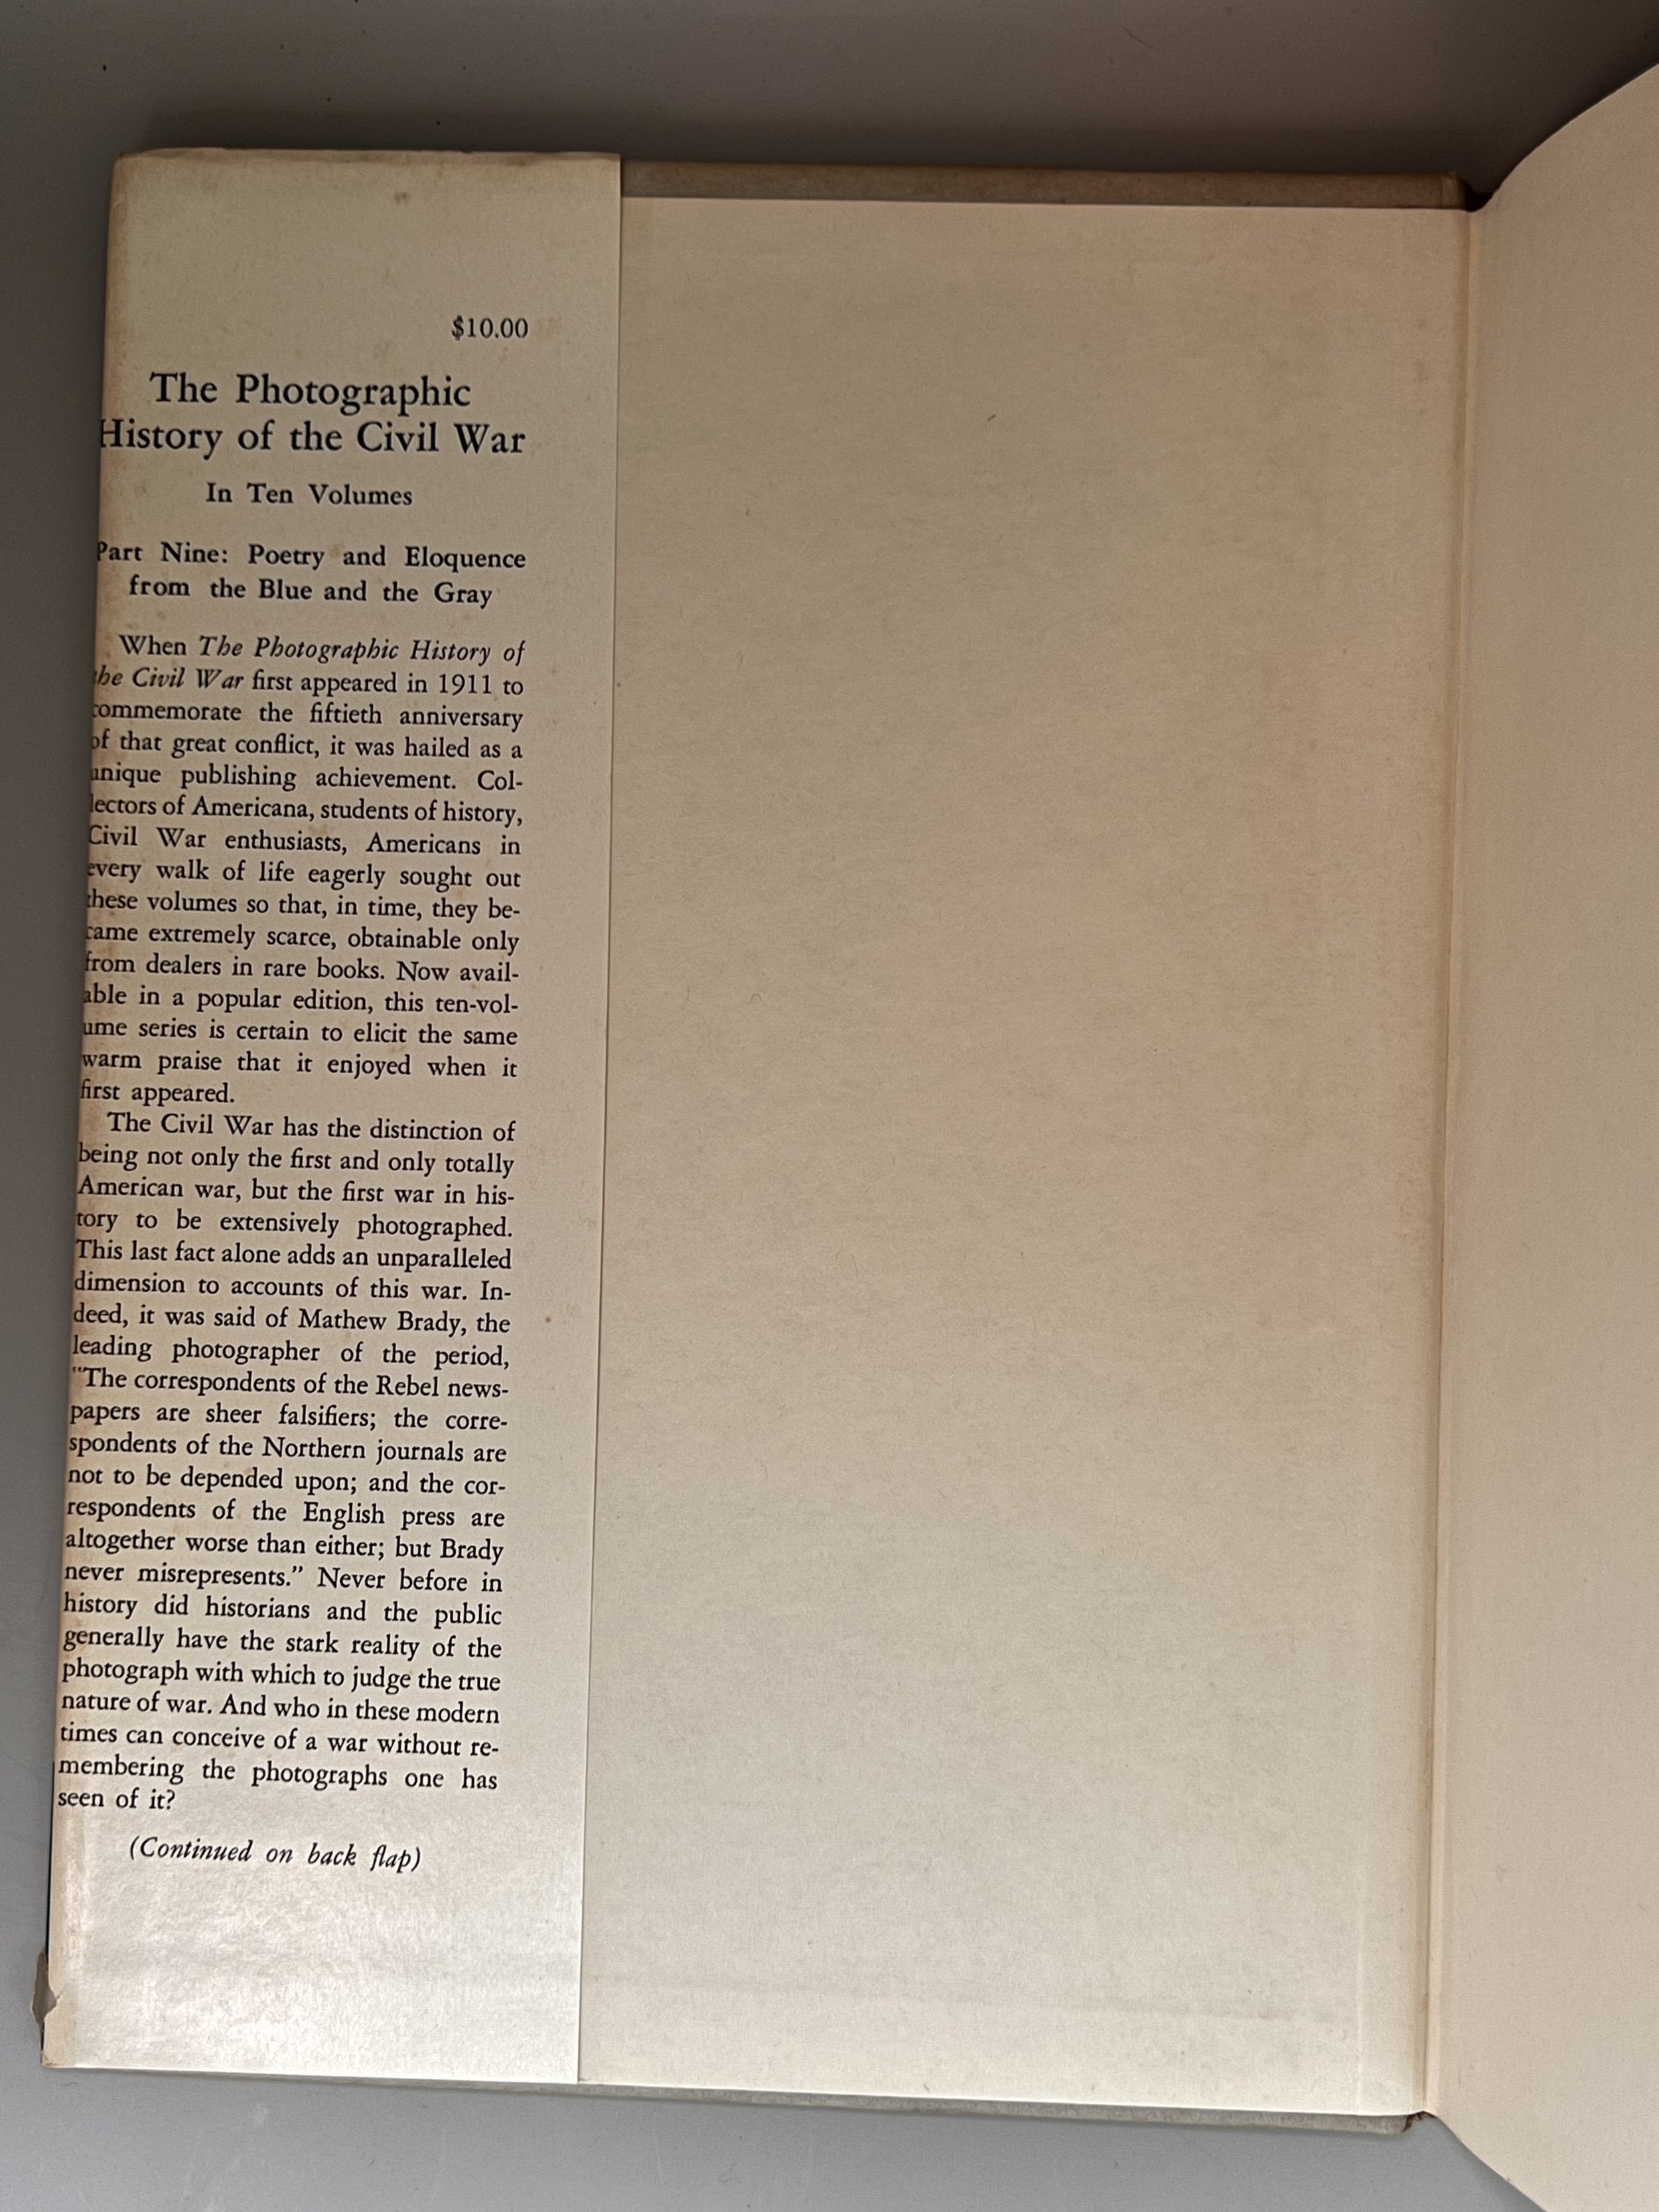 $10.00
The Photographic
History of the Civil War
In Ten Volumes
Part Nine: Poetry and Eloquence
from the Blue and the Gray
When The Photographic History of
the Civil War first appeared in 1911 to
commemorate the fiftieth anniversary
of that great conflict, it was hailed as a
unique publishing achievement. Col-
lectors of Americana, students of history,
Civil War enthusiasts, Americans in
every walk of life eagerly sought out
these volumes so that, in time, they be-
came extremely scarce, obtainable only
from dealers in rare books. Now avail-
able in a popular edition, this ten-vol-
ume series is certain to elicit the same
warm praise that it enjoyed when it
first appeared.
The Civil War has the distinction of
being not only the first and only totally
American war, but the first war in his-
tory to be extensively photographed.
This last fact alone adds an unparalleled
dimension to accounts of this war. In-
deed, it was said of Mathew Brady, the
leading photographer of the period,
"The correspondents of the Rebel news-
papers are sheer falsifiers; the corre-
spondents of the Northern journals are
not to be depended upon; and the cor-
respondents of the English press are
altogether worse than either; but Brady
never misrepresents." Never before in
history did historians and the public
generally have the stark reality of the
photograph with which to judge the true
nature of war. And who in these modern
times can conceive of a war without re-
membering the photographs one has
seen of it?
(Continued on back flap)